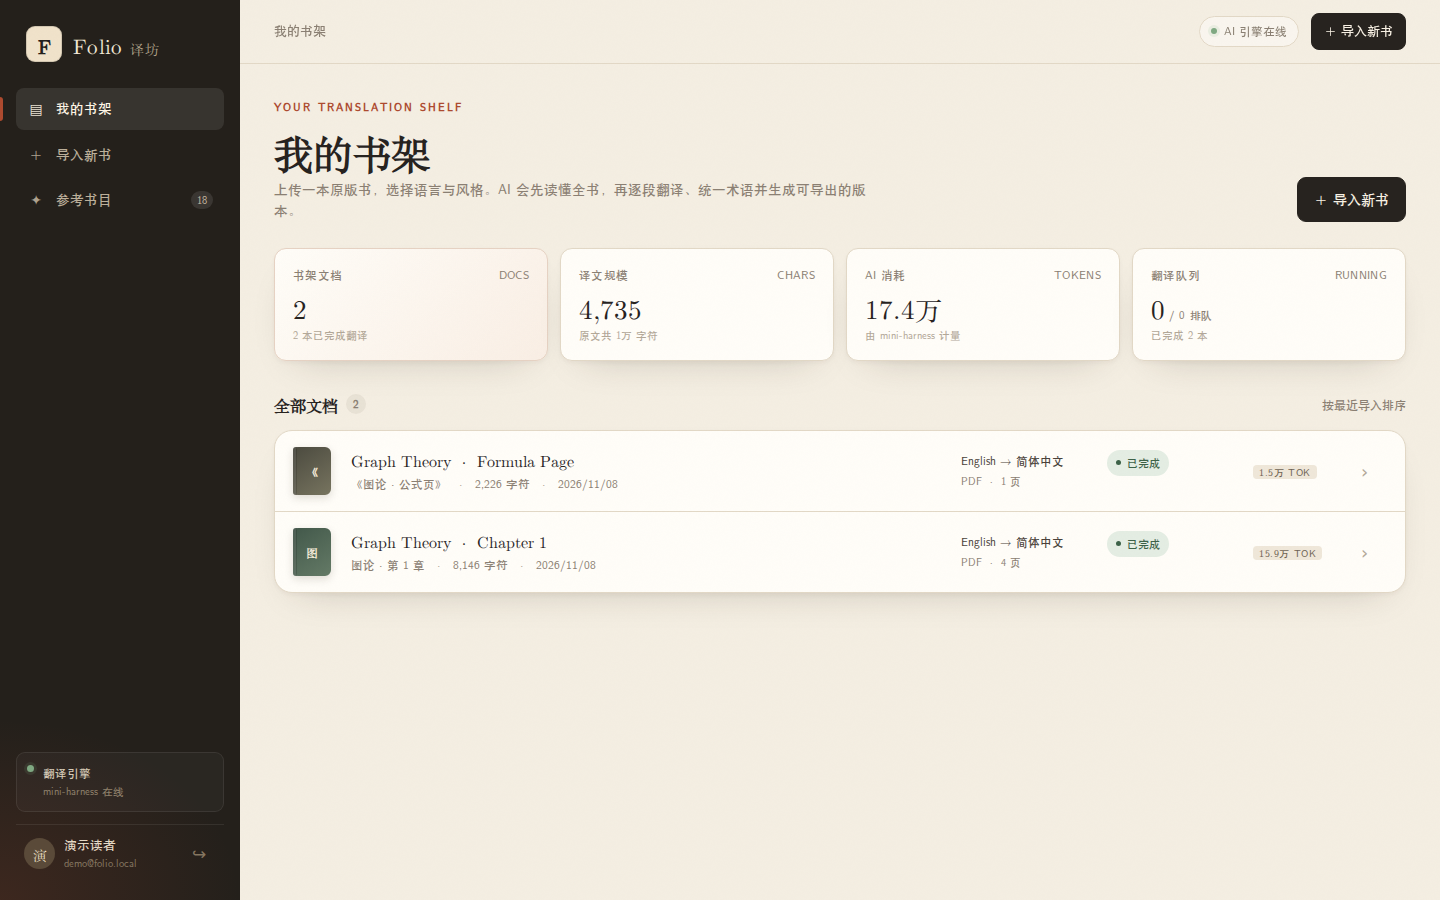 F Folio 译坊
我的书架
导入新书
参考书目 18
翻译引擎
mini-harness 在线
演 演示读者
demo@folio.local
我的书架
AI 引擎在线
+ 导入新书
YOUR TRANSLATION SHELF
我的书架
上传一本原版书，选择语言与风格。AI 会先读懂全书，再逐段翻译、统一术语并生成可导出的版
本。
+ 导入新书
书架文档 DOCS
2
2 本已完成翻译
译文规模 CHARS
4,735
原文共 1万 字符
AI 消耗 TOKENS
17.4万
由 mini-harness 计量
翻译队列 RUNNING
0 / 0 排队
已完成 2 本
全部文档 2
按最近导入排序
《
Graph Theory · Formula Page
《图论 · 公式页》 · 2,226 字符 · 2026/11/08
English → 简体中文
PDF · 1 页
已完成
1.5万 TOK
图
Graph Theory · Chapter 1
图论 · 第 1 章 · 8,146 字符 · 2026/11/08
English → 简体中文
PDF · 4 页
已完成
15.9万 TOK